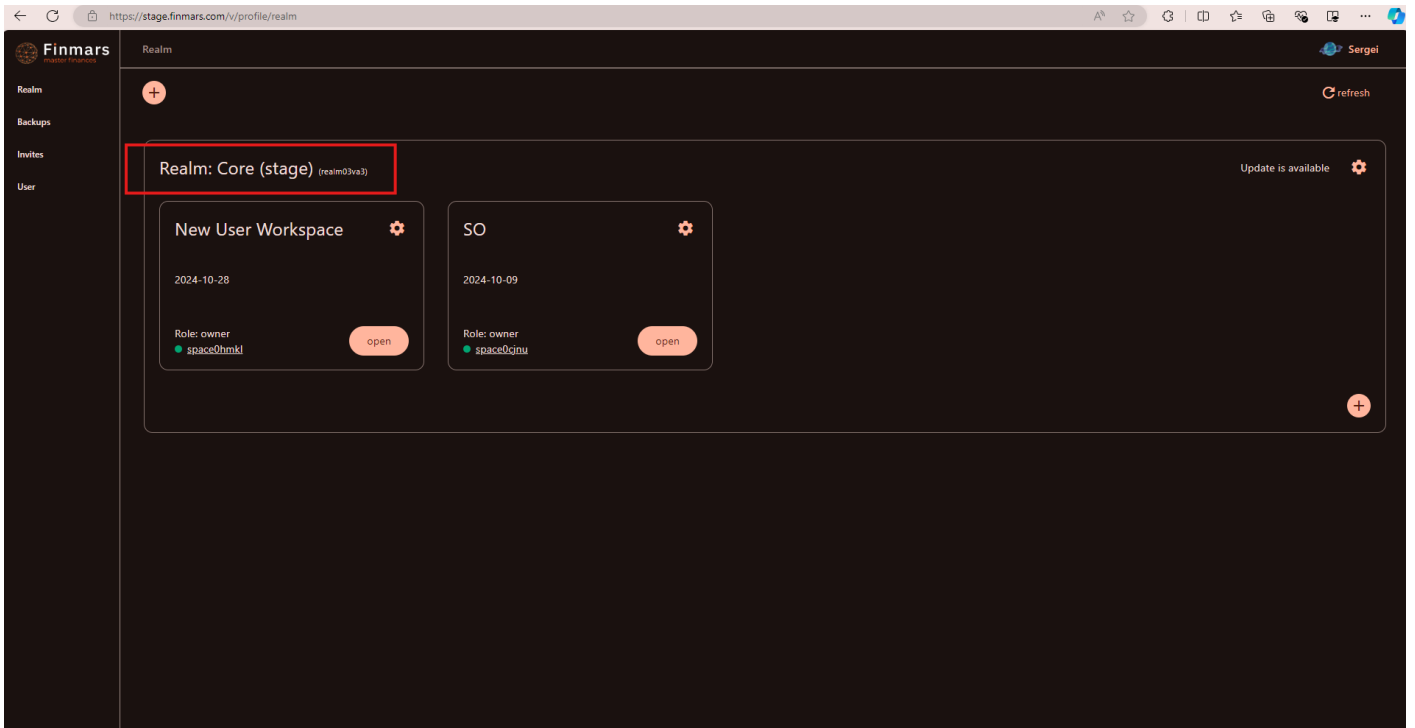 https://stage.finmars.com/v/profile/realm
Finmars
master finances
Realm
Sergei
Realm
Backups
Invites
User
+
refresh
Realm: Core (stage) (realm03va3)
Update is available
New User Workspace
2024-10-28
Role: owner
space0hmkl
open
SO
2024-10-09
Role: owner
space0cjnu
open
+